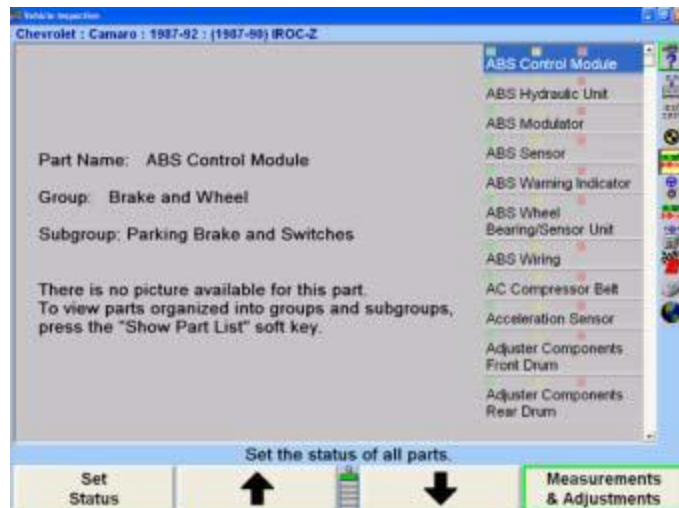 Vehicle Inspection
Chevrolet : Camaro : 1987-92 : (1987-90) IROC-Z
Part Name: ABS Control Module
Group: Brake and Wheel
Subgroup: Parking Brake and Switches
There is no picture available for this part.
To view parts organized into groups and subgroups,
press the "Show Part List" soft key.
ABS Control Module
ABS Hydraulic Unit
ABS Modulator
ABS Sensor
ABS Warning Indicator
ABS Wheel
Bearing/Sensor Unit
ABS Wiring
AC Compressor Belt
Acceleration Sensor
Adjuster Components
Front Drum
Adjuster Components
Rear Drum
Set the status of all parts.
Set
Status
Measurements
& Adjustments